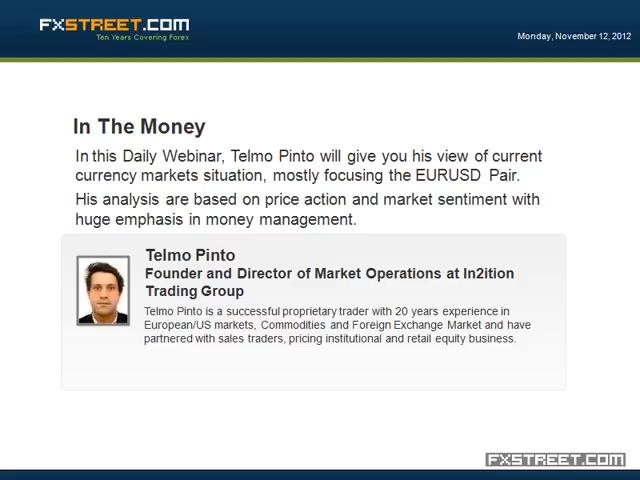 FXSTREET.COM
Ten Years Covering Forex
Monday, November 12, 2012
In The Money
In this Daily Webinar, Telmo Pinto will give you his view of current
currency markets situation, mostly focusing the EURUSD Pair.
His analysis are based on price action and market sentiment with
huge emphasis in money management.
Telmo Pinto
Founder and Director of Market Operations at In2ition
Trading Group
Telmo Pinto is a successful proprietary trader with 20 years experience in
European/US markets, Commodities and Foreign Exchange Market and have
partnered with sales traders, pricing institutional and retail equity business.
FXSTREET.COM